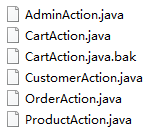 AdminAction.java
CartAction.java
CartAction.java.bak
CustomerAction.java
OrderAction.java
ProductAction.java